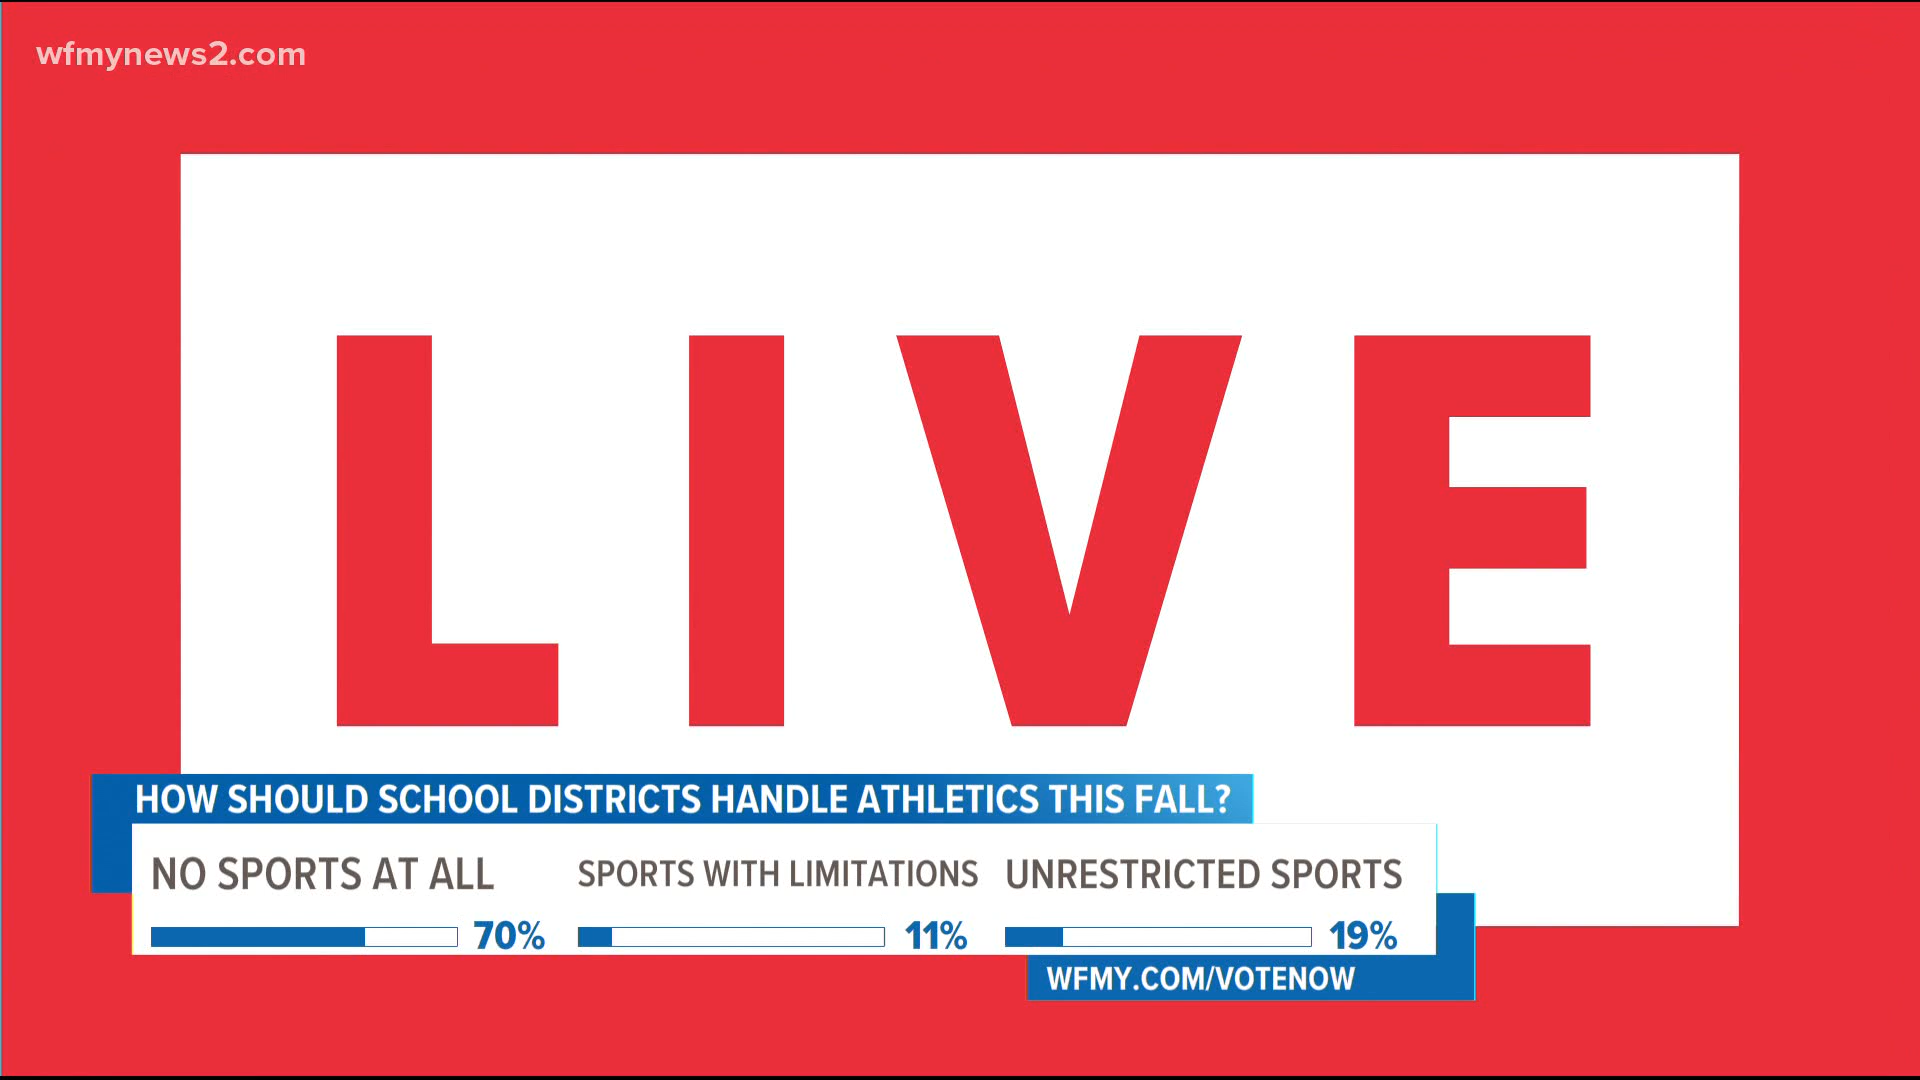 wfmynews2.com
LIVE
HOW SHOULD SCHOOL DISTRICTS HANDLE ATHLETICS THIS FALL?
NO SPORTS AT ALL
70%
SPORTS WITH LIMITATIONS
11%
UNRESTRICTED SPORTS
19%
WFMY.COM/VOTENOW